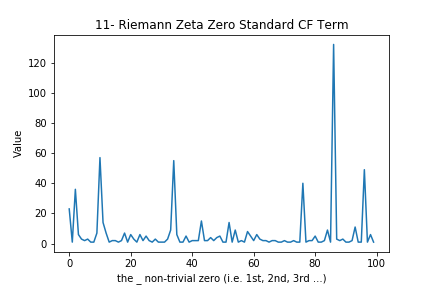 11- Riemann Zeta Zero Standard CF Term
120
100
80
60
40
20
0
Value
0 20 40 60 80 100
the _ non-trivial zero (i.e. 1st, 2nd, 3rd ...)